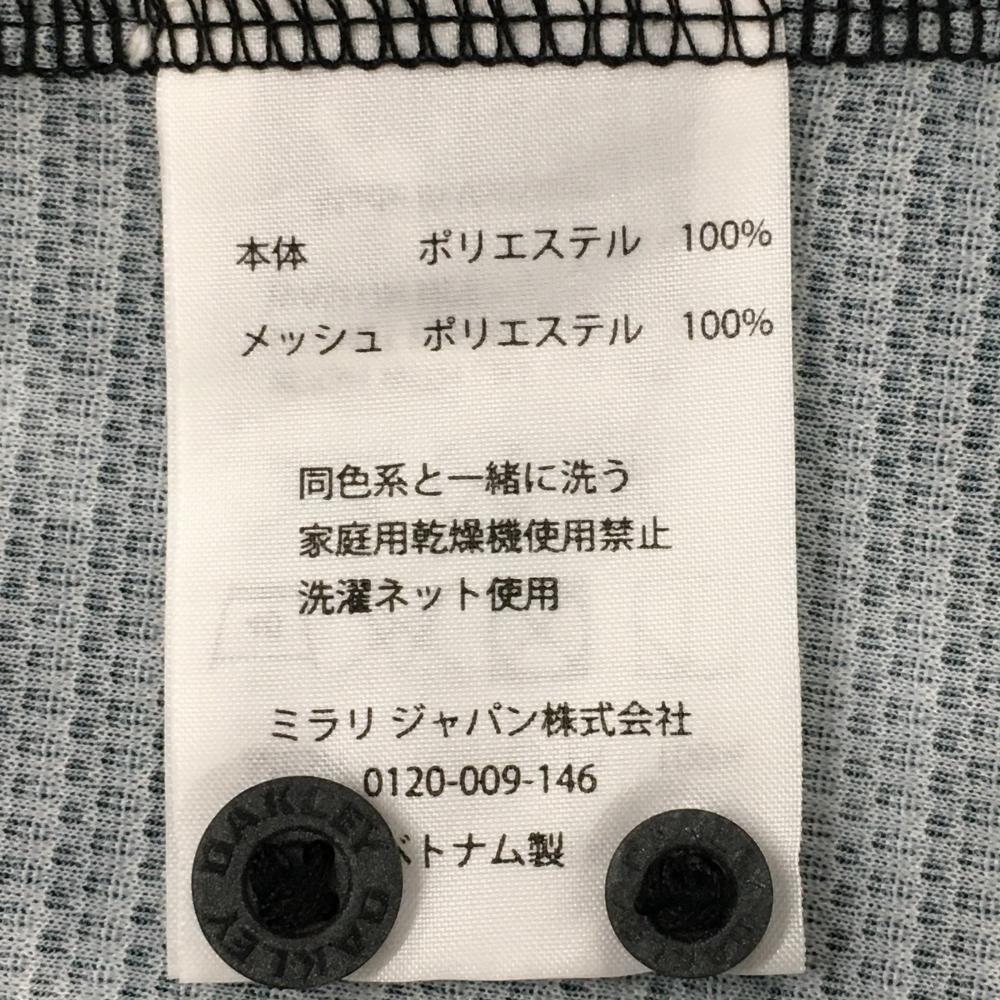 本体 ポリエステル 100%
メッシュ ポリエステル 100%
同色系と一緒に洗う
家庭用乾燥機使用禁止
洗濯ネット使用
ミラリ ジャパン株式会社
0120-009-146
ベトナム製
OAKLEY OAKLEY